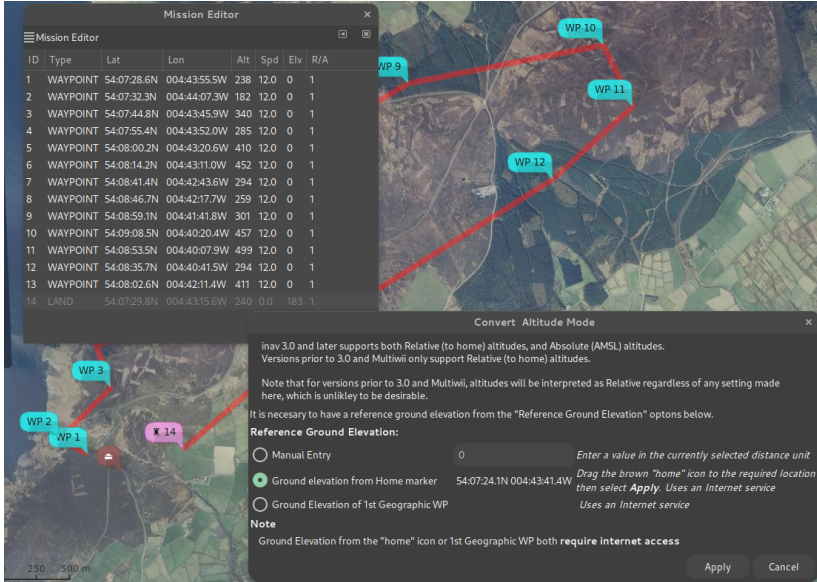 Mission Editor
Mission Editor
ID Type Lat Lon Alt Spd Elv R/A
1 WAYPOINT 54:07:28.6N 004:43:55.5W 238 12.0 0 1
2 WAYPOINT 54:07:32.3N 004:44:07.3W 182 12.0 0 1
3 WAYPOINT 54:07:44.8N 004:43:45.9W 340 12.0 0 1
4 WAYPOINT 54:07:55.4N 004:43:52.0W 285 12.0 0 1
5 WAYPOINT 54:08:00.2N 004:43:20.6W 410 12.0 0 1
6 WAYPOINT 54:08:14.2N 004:43:11.0W 452 12.0 0 1
7 WAYPOINT 54:08:41.4N 004:42:43.6W 294 12.0 0 1
8 WAYPOINT 54:08:46.7N 004:42:17.7W 259 12.0 0 1
9 WAYPOINT 54:08:59.1N 004:41:41.8W 301 12.0 0 1
10 WAYPOINT 54:09:08.5N 004:40:20.4W 457 12.0 0 1
11 WAYPOINT 54:08:53.5N 004:40:07.9W 499 12.0 0 1
12 WAYPOINT 54:08:35.7N 004:40:41.5W 294 12.0 0 1
13 WAYPOINT 54:08:02.6N 004:42:11.4W 411 12.0 0 1
14 LAND 54:07:29.8N 004:43:15.6W 240 0.0 183 1
WP 9
WP 10
WP 11
WP 12
WP 3
WP 2
WP 1
14
250 500 m
Convert Altitude Mode
inav 3.0 and later supports both Relative (to home) altitudes, and Absolute (AMSL) altitudes.
Versions prior to 3.0 and Multiwii only support Relative (to home) altitudes.
Note that for versions prior to 3.0 and Multiwii, altitudes will be interpreted as Relative regardless of any setting made
here, which is unlikley to be desirable.
It is necesary to have a reference ground elevation from the "Reference Ground Elevation" optons below.
Reference Ground Elevation:
Manual Entry 0 Enter a value in the currently selected distance unit
Ground elevation from Home marker 54:07:24.1N 004:43:41.4W Drag the brown "home" icon to the required location
then select Apply. Uses an Internet service
Ground Elevation of 1st Geographic WP Uses an Internet service
Note
Ground Elevation from the "home" icon or 1st Geographic WP both require internet access
Apply Cancel